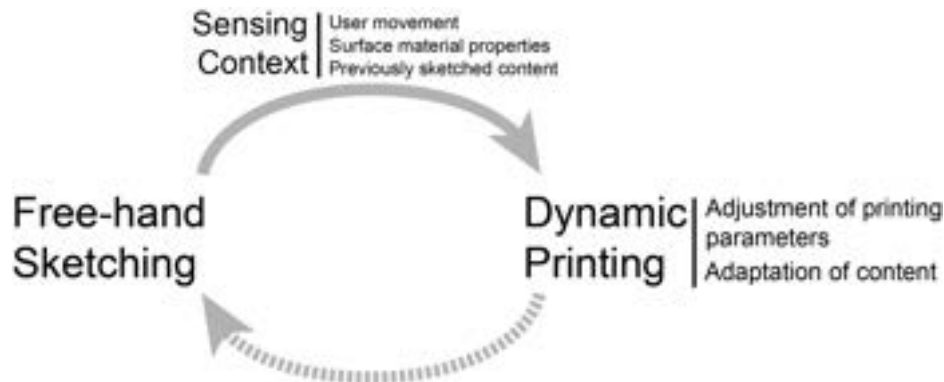 Sensing
Context
User movement
Surface material properties
Previously sketched content
Free-hand
Sketching
Dynamic
Printing
Adjustment of printing
parameters
Adaptation of content